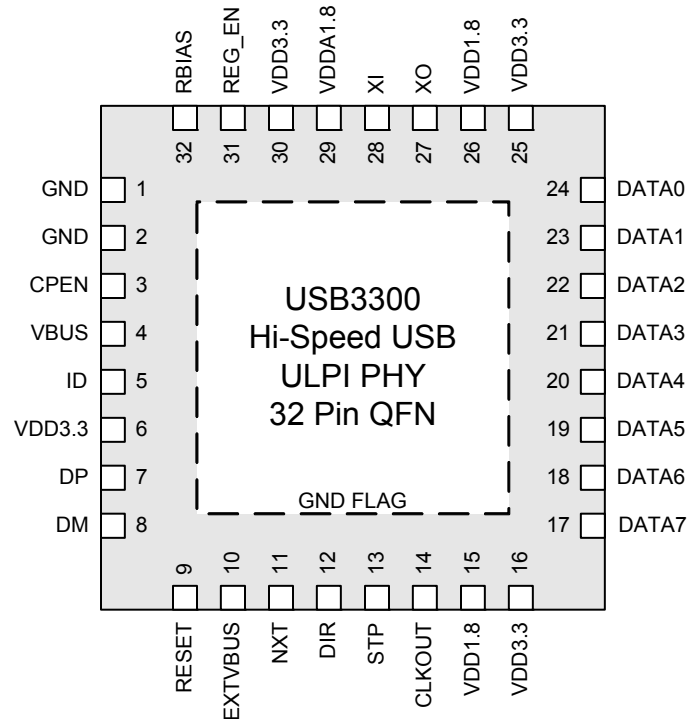 RBIAS
REG_EN
VDD3.3
VDDA1.8
XI
XO
VDD1.8
VDD3.3
32
31
30
29
28
27
26
25
GND 1
GND 2
CPEN 3
VBUS 4
ID 5
VDD3.3 6
DP 7
DM 8
USB3300
Hi-Speed USB
ULPI PHY
32 Pin QFN
GND FLAG
24 DATA0
23 DATA1
22 DATA2
21 DATA3
20 DATA4
19 DATA5
18 DATA6
17 DATA7
9
10
11
12
13
14
15
16
RESET
EXTVBUS
NXT
DIR
STP
CLKOUT
VDD1.8
VDD3.3